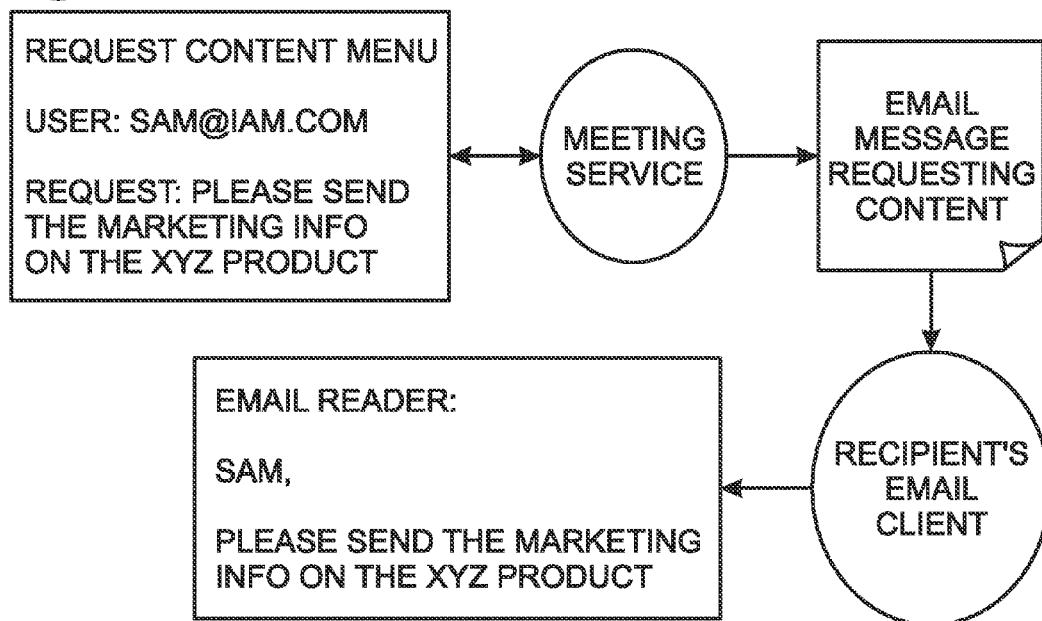 REQUEST CONTENT MENU
USER: SAM@IAM.COM
REQUEST: PLEASE SEND
THE MARKETING INFO
ON THE XYZ PRODUCT
MEETING
SERVICE
EMAIL
MESSAGE
REQUESTING
CONTENT
RECIPIENT'S
EMAIL
CLIENT
EMAIL READER:
SAM,
PLEASE SEND THE MARKETING
INFO ON THE XYZ PRODUCT